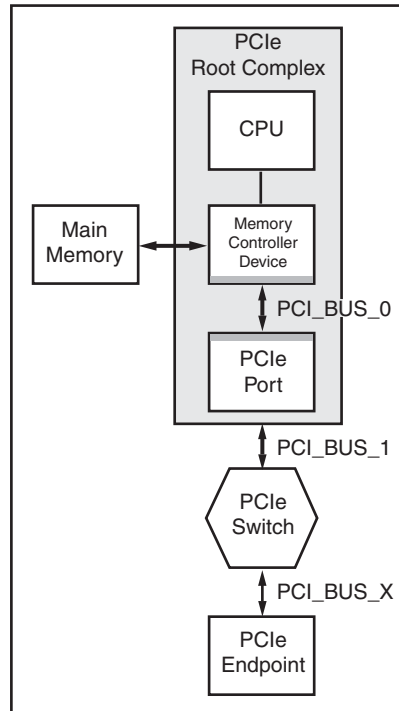 PCIe
Root Complex
CPU
Main
Memory
Memory
Controller
Device
PCI_BUS_0
PCIe
Port
PCI_BUS_1
PCIe
Switch
PCI_BUS_X
PCIe
Endpoint